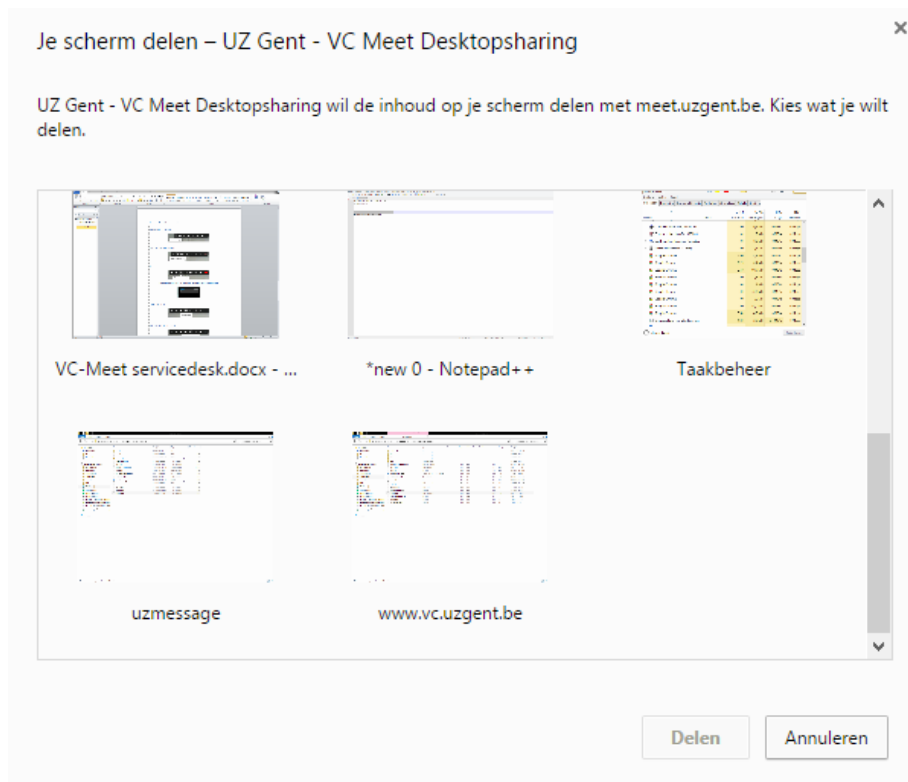 Je scherm delen – UZ Gent - VC Meet Desktopsharing
UZ Gent - VC Meet Desktopsharing wil de inhoud op je scherm delen met meet.uzgent.be. Kies wat je wilt
delen.
VC-Meet servicedesk.docx - ...
*new 0 - Notepad++
Taakbeheer
uzmessage
www.vc.uzgent.be
Delen
Annuleren